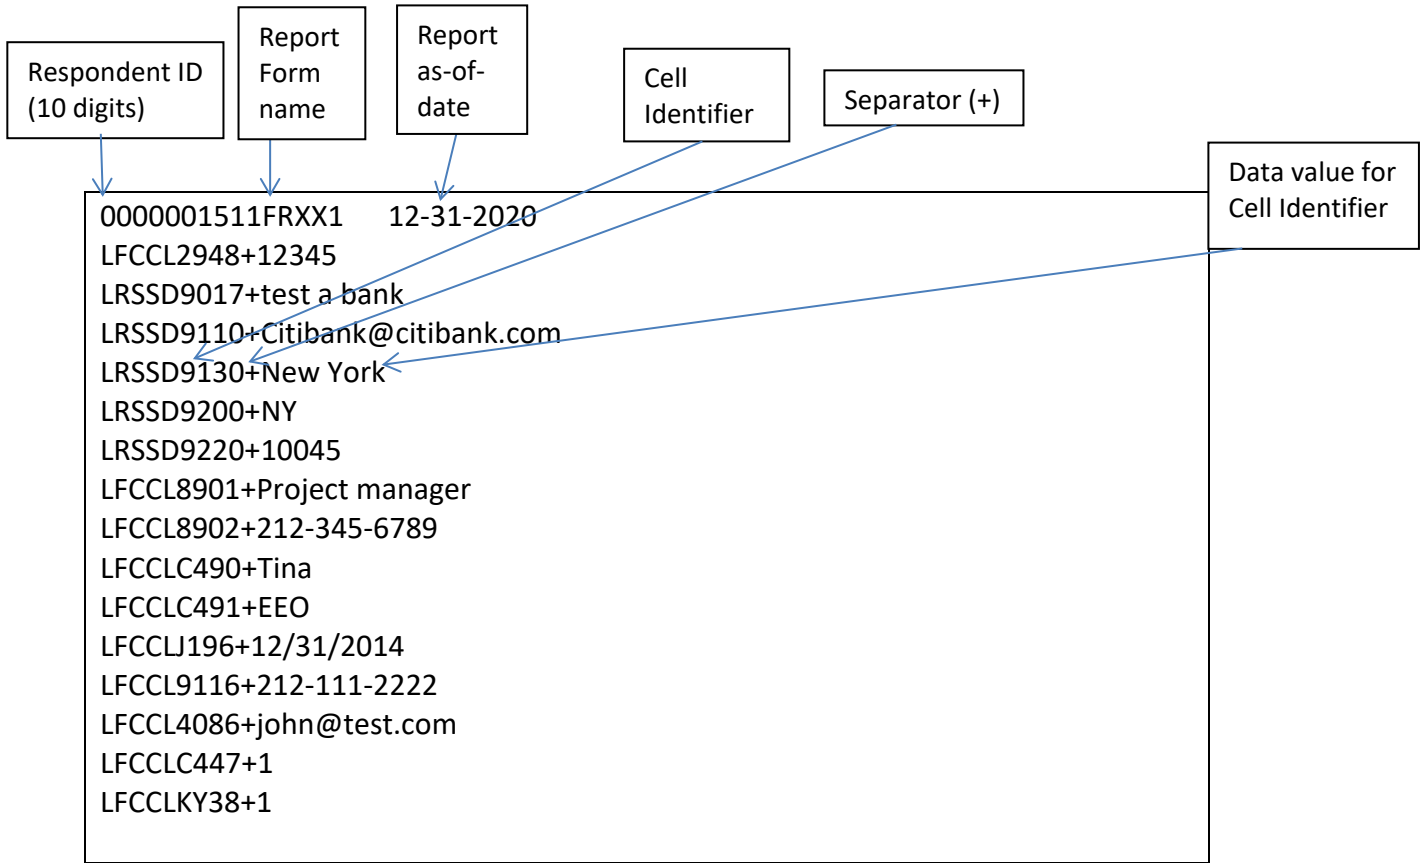 Respondent ID
(10 digits)
Report
Form
name
Report
as-of-
date
Cell
Identifier
Separator (+)
Data value for
Cell Identifier
0000001511FRXX1     12-31-2020
LFCCL2948+12345
LRSSD9017+test a bank
LRSSD9110+Citibank@citibank.com
LRSSD9130+New York
LRSSD9200+NY
LRSSD9220+10045
LFCCL8901+Project manager
LFCCL8902+212-345-6789
LFCCLC490+Tina
LFCCLC491+EEO
LFCCLJ196+12/31/2014
LFCCL9116+212-111-2222
LFCCL4086+john@test.com
LFCCLC447+1
LFCCLKY38+1